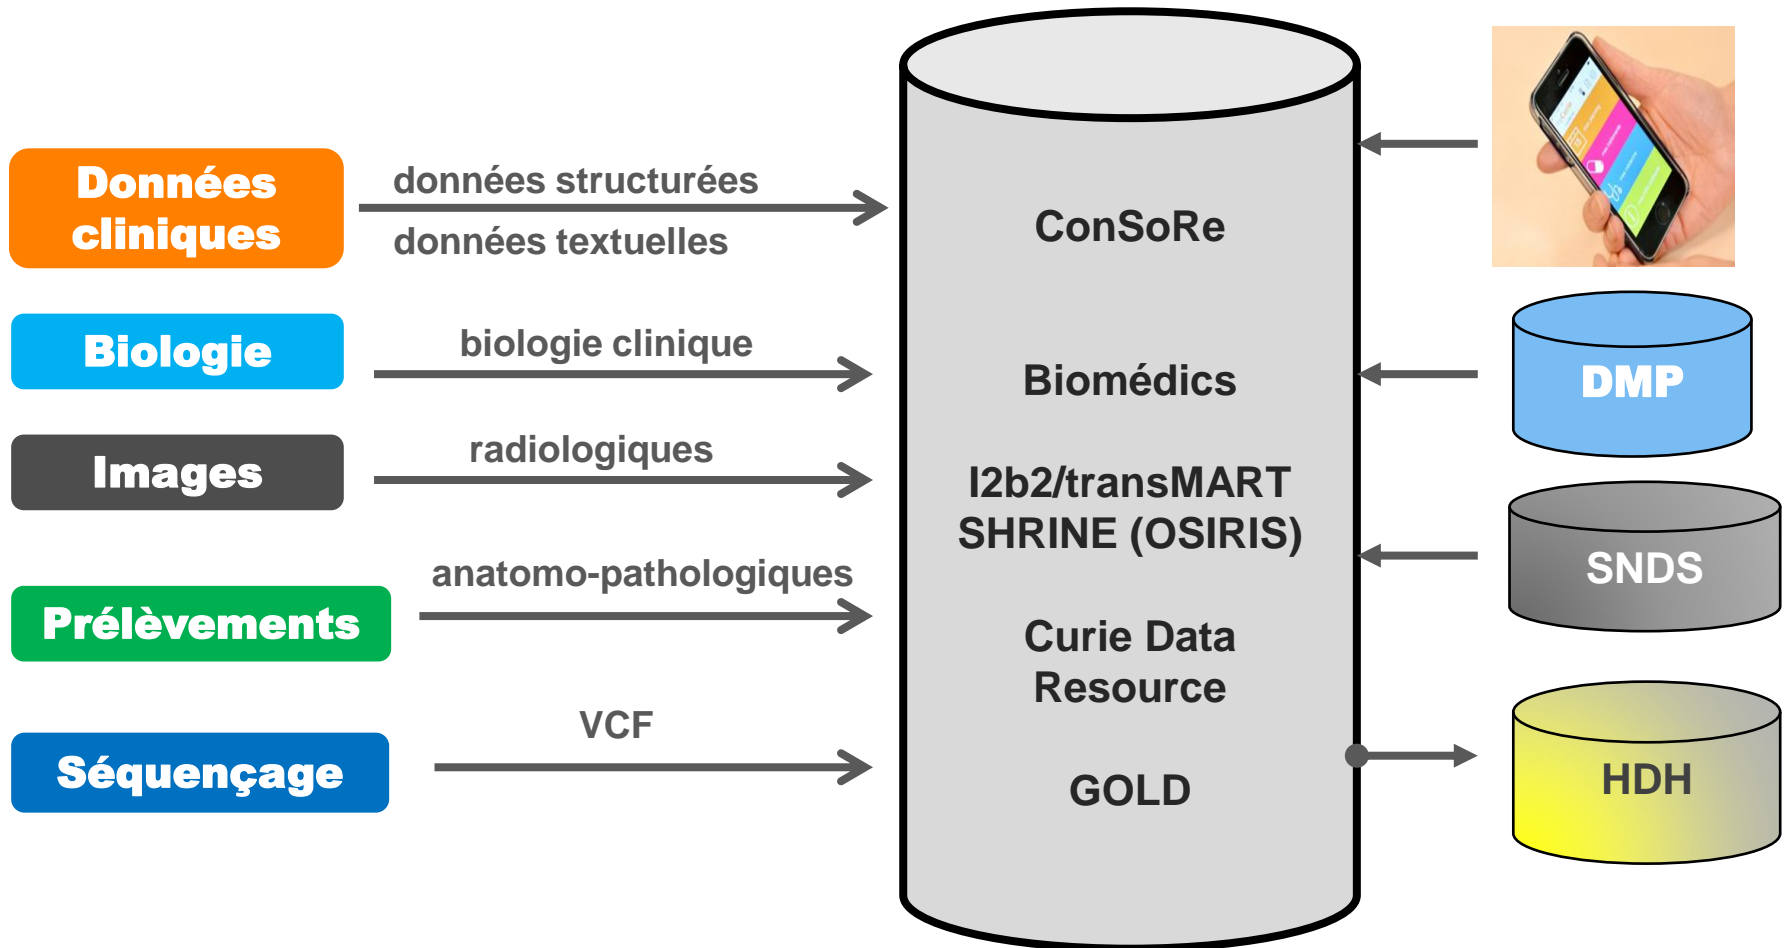 Données
cliniques
données structurées
données textuelles
Biologie
biologie clinique
Images
radiologiques
Prélèvements
anatomo-pathologiques
Séquençage
VCF
ConSoRe
Biomédics
I2b2/transMART
SHRINE (OSIRIS)
Curie Data
Resource
GOLD
DMP
SNDS
HDH